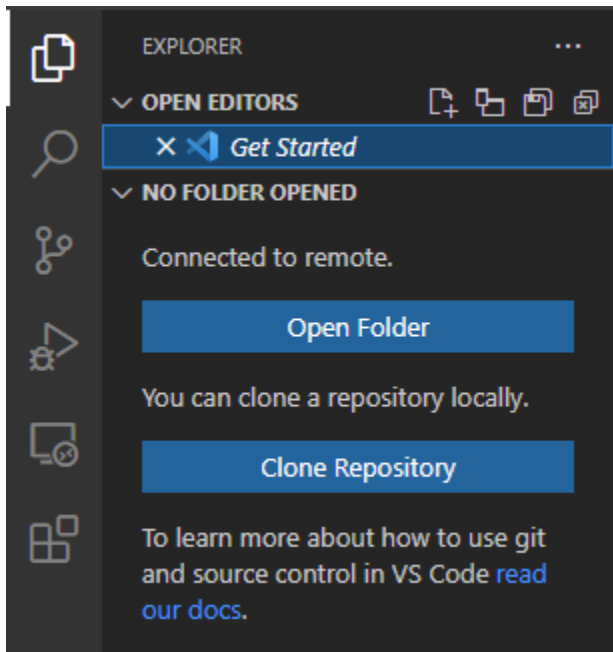 EXPLORER
OPEN EDITORS
Get Started
NO FOLDER OPENED
Connected to remote.
Open Folder
You can clone a repository locally.
Clone Repository
To learn more about how to use git
and source control in VS Code read
our docs.